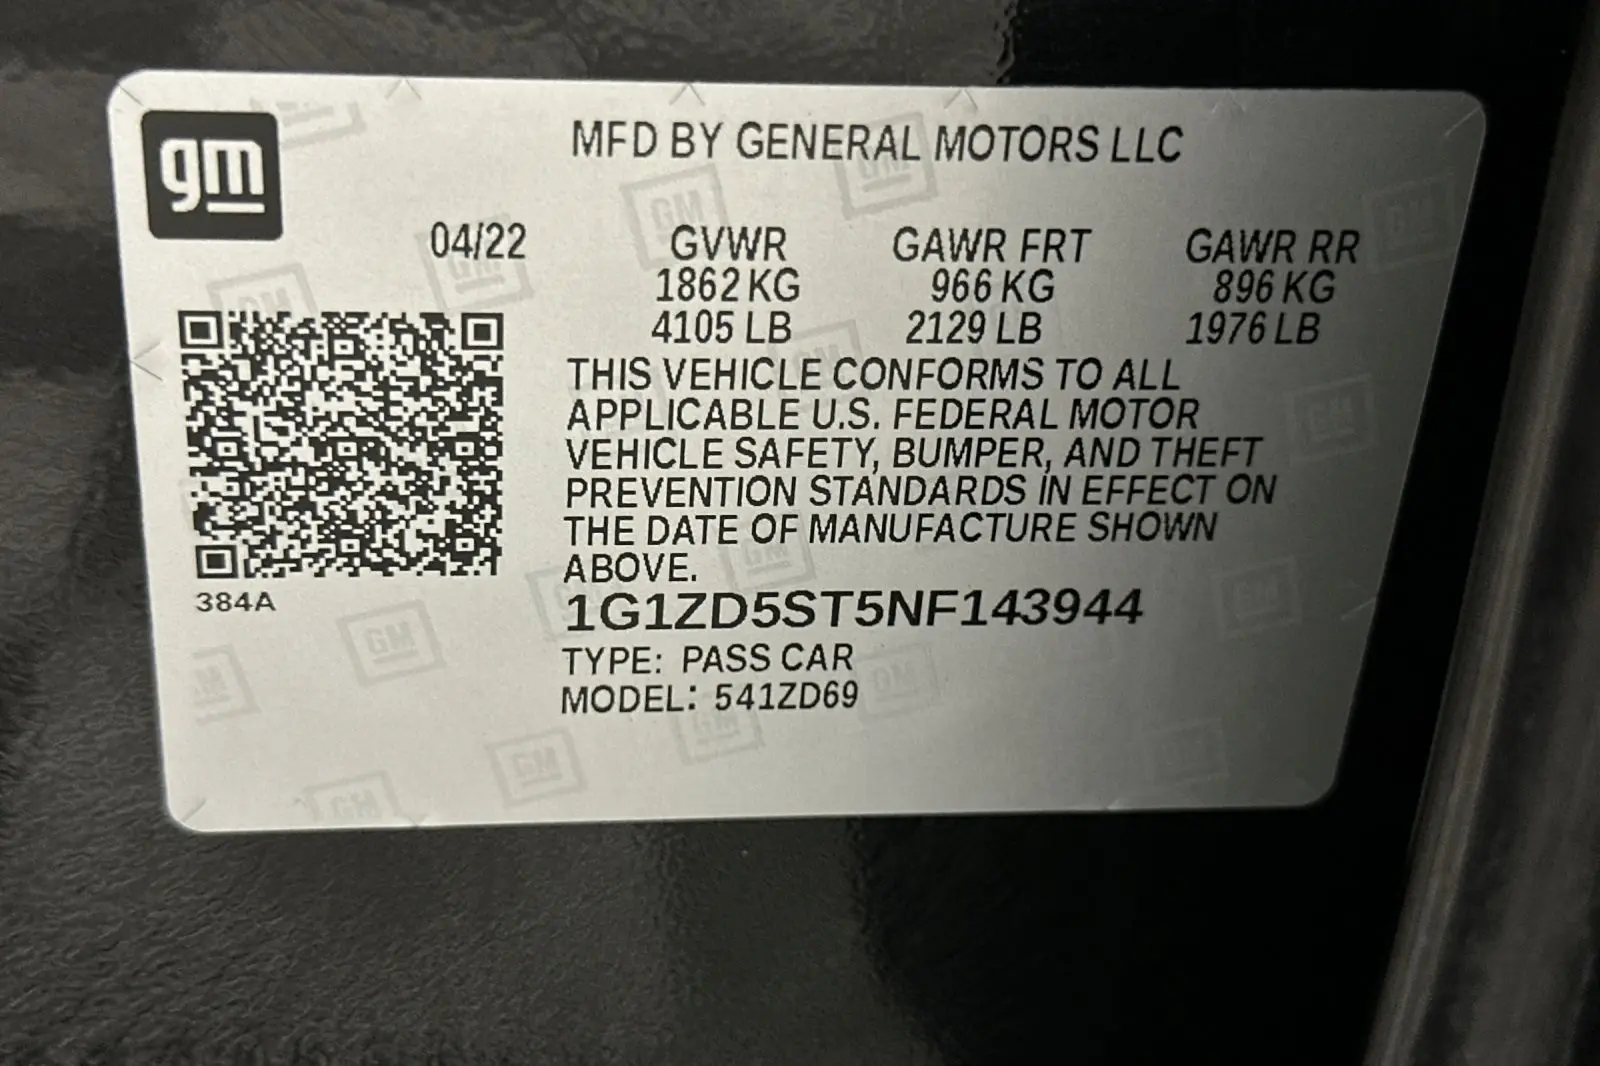 gm
MFD BY GENERAL MOTORS LLC
04/22 GVWR GAWR FRT GAWR RR
1862 KG 966 KG 896 KG
4105 LB 2129 LB 1976 LB
THIS VEHICLE CONFORMS TO ALL
APPLICABLE U.S. FEDERAL MOTOR
VEHICLE SAFETY, BUMPER, AND THEFT
PREVENTION STANDARDS IN EFFECT ON
THE DATE OF MANUFACTURE SHOWN
ABOVE.
384A
1G1ZD5ST5NF143944
TYPE: PASS CAR
MODEL: 541ZD69